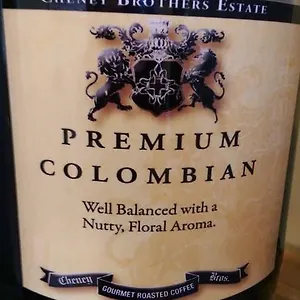 CHENEY BROTHERS ESTATE
PREMIUM
COLOMBIAN
Well Balanced with a
Nutty, Floral Aroma.
Cheney Bros.
GOURMET ROASTED COFFEE